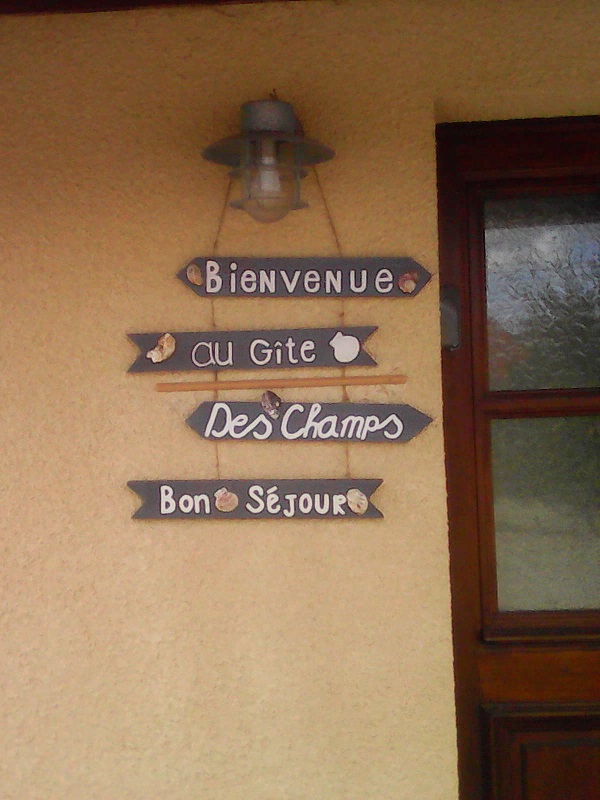 Bienvenue
au Gîte
Des Champs
Bon Séjour